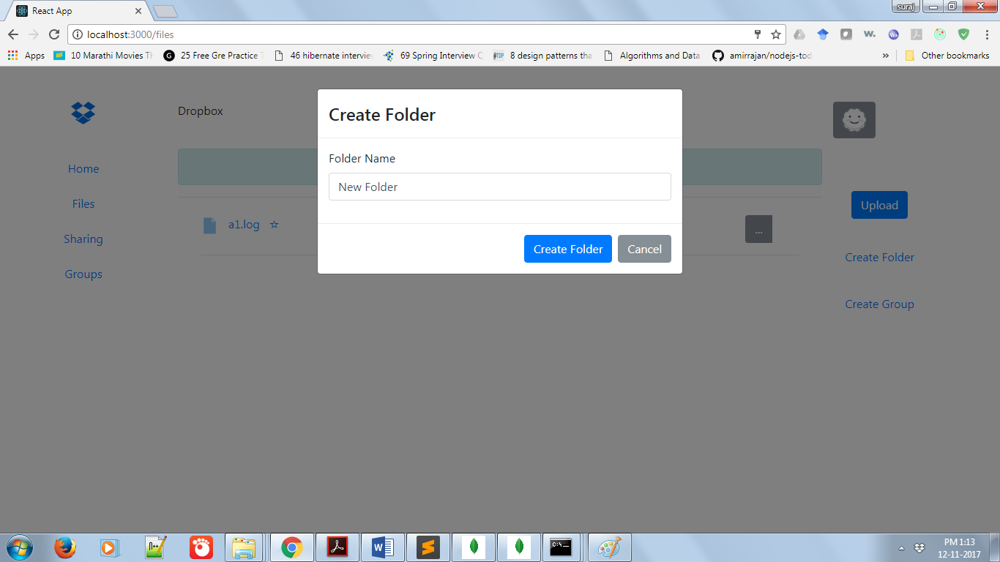 React App
suraj
localhost:3000/files
Apps
10 Marathi Movies Th
25 Free Gre Practice T
46 hibernate interview
69 Spring Interview Q
8 design patterns tha
Algorithms and Data
amirrajan/nodejs-tod
»
Other bookmarks
Dropbox
Home
Files
Sharing
Groups
a1.log
...
Upload
Create Folder
Create Group
Create Folder
Folder Name
New Folder
Create Folder
Cancel
PM 1:13
12-11-2017